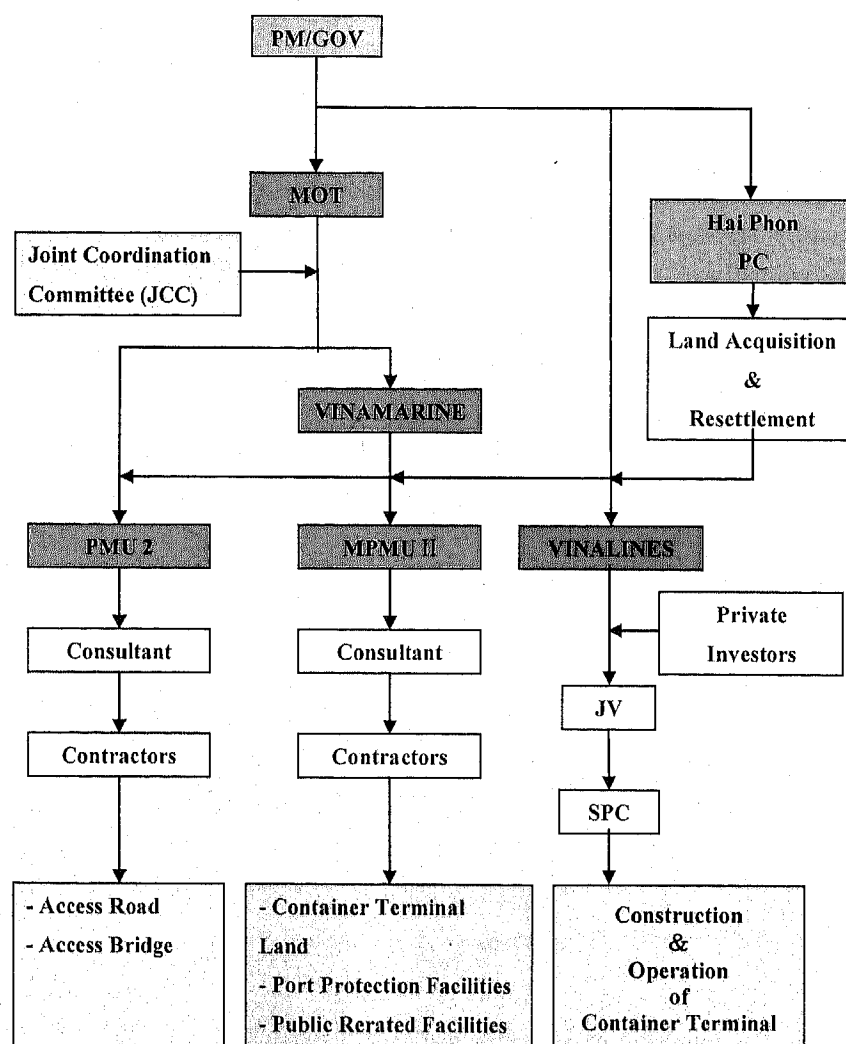 PM/GOV
MOT
Hai Phon
PC
Joint Coordination
Committee (JCC)
Land Acquisition
&
Resettlement
VINAMARINE
PMU 2
MPMU II
VINALINES
Private
Investors
Consultant
Consultant
JV
Contractors
Contractors
SPC
- Access Road
- Access Bridge
- Container Terminal
Land
- Port Protection Facilities
- Public Rerated Facilities
Construction
&
Operation
of
Container Terminal